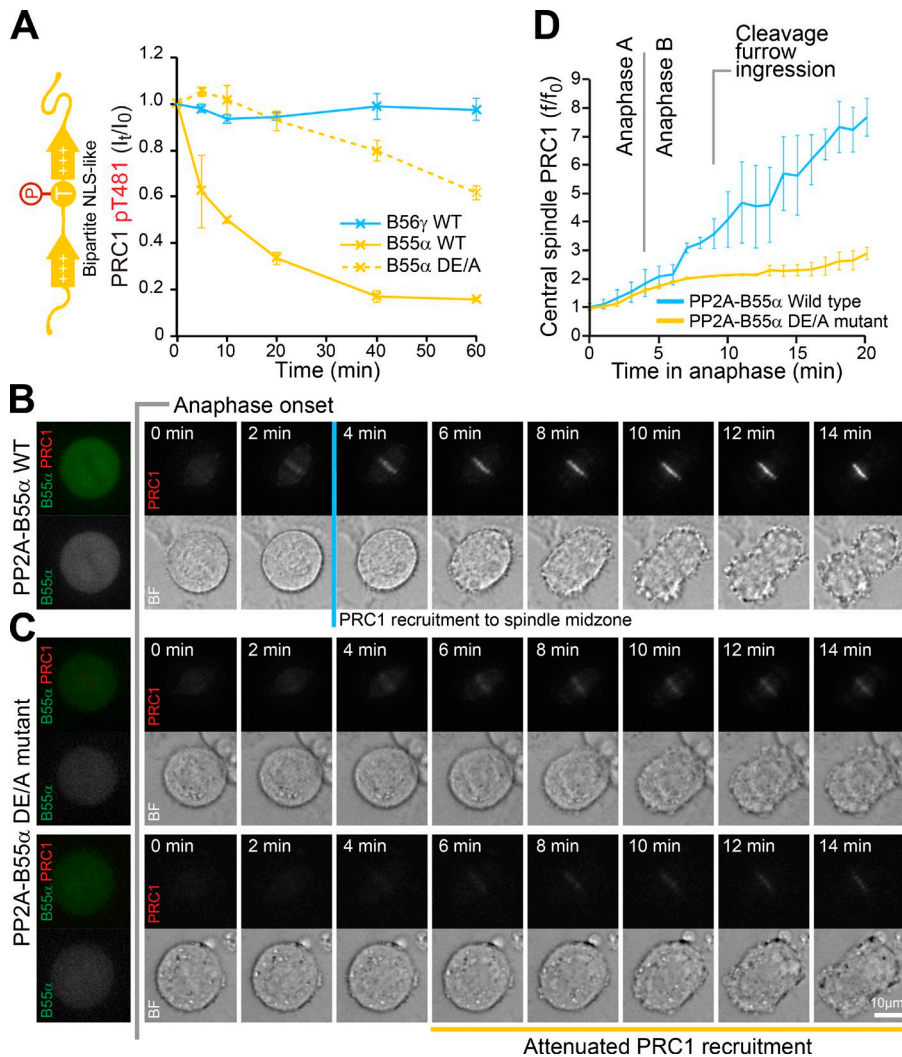 A
Bipartite NLS-like
P
T
++++
++++
PRC1 pT481 (It/I0)
1.2
1.0
0.8
0.6
0.4
0.2
0
0
10
20
30
40
50
60
Time (min)
B56γ WT
B55α WT
B55α DE/A
D
Central spindle PRC1 (f/f0)
9
8
7
6
5
4
3
2
1
0
0
5
10
15
20
Time in anaphase (min)
Anaphase A
Anaphase B
Cleavage
furrow
ingression
PP2A-B55α Wild type
PP2A-B55α DE/A mutant
B
Anaphase onset
PP2A-B55α WT
B55α PRC1
B55α
PRC1
0 min
2 min
4 min
6 min
8 min
10 min
12 min
14 min
BF
PRC1 recruitment to spindle midzone
C
PP2A-B55α DE/A mutant
B55α PRC1
B55α
PRC1
0 min
2 min
4 min
6 min
8 min
10 min
12 min
14 min
BF
B55α PRC1
B55α
PRC1
0 min
2 min
4 min
6 min
8 min
10 min
12 min
14 min
BF
10µm
Attenuated PRC1 recruitment